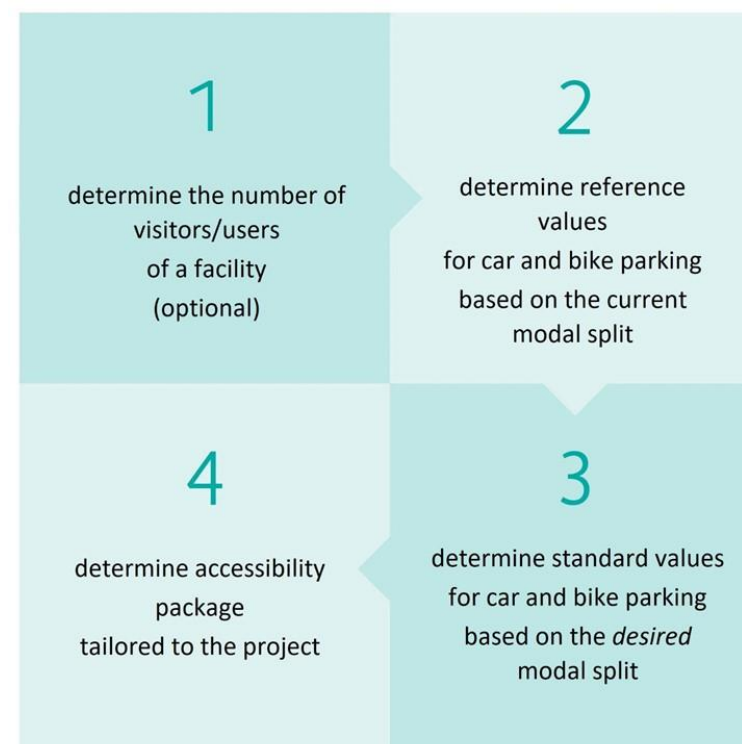 1
determine the number of
visitors/users
of a facility
(optional)
2
determine reference
values
for car and bike parking
based on the current
modal split
3
determine standard values
for car and bike parking
based on the desired
modal split
4
determine accessibility
package
tailored to the project